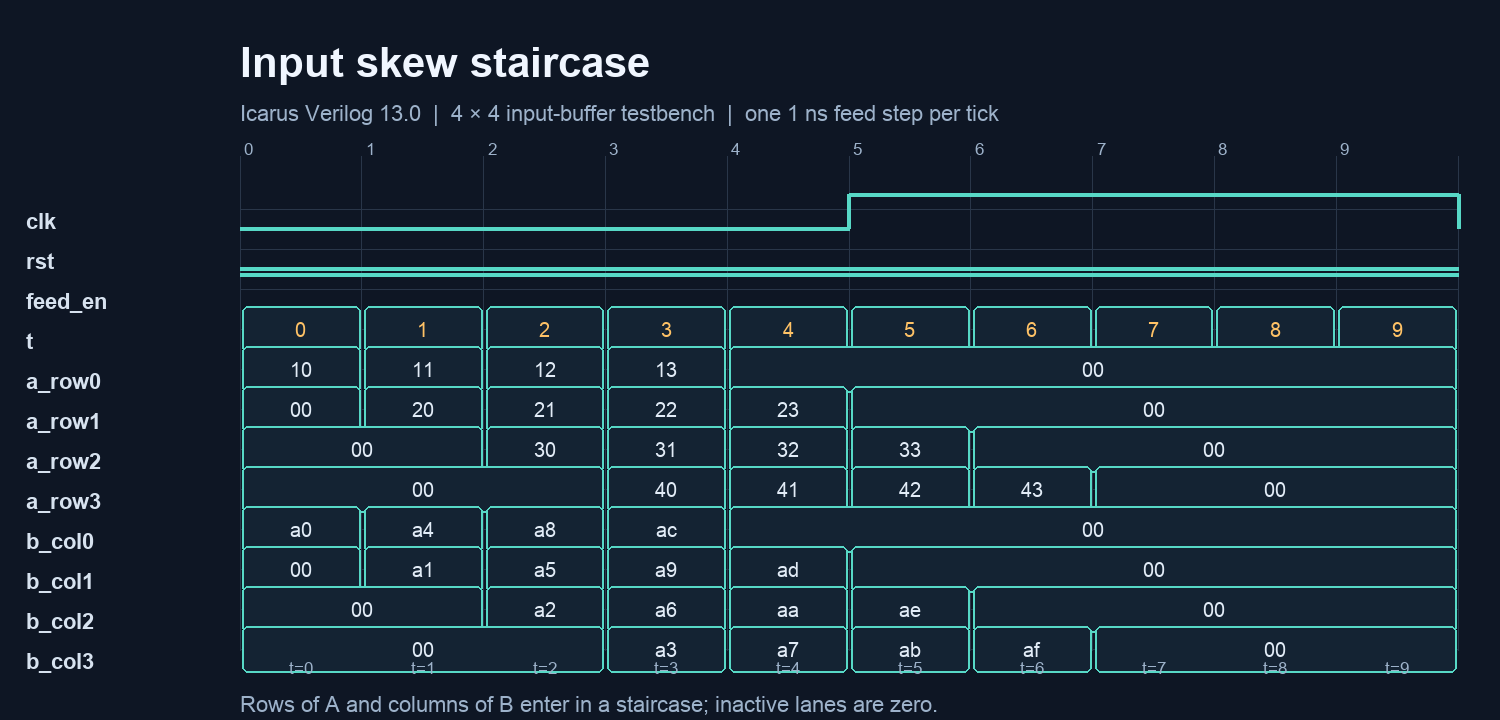 Input skew staircase
Icarus Verilog 13.0 | 4 × 4 input-buffer testbench | one 1 ns feed step per tick
0 1 2 3 4 5 6 7 8 9
clk
rst
feed_en
t 0 1 2 3 4 5 6 7 8 9
a_row0 10 11 12 13 00
a_row1 00 20 21 22 23 00
a_row2 00 30 31 32 33 00
a_row3 00 40 41 42 43 00
b_col0 a0 a4 a8 ac 00
b_col1 00 a1 a5 a9 ad 00
b_col2 00 a2 a6 aa ae 00
b_col3 00 a3 a7 ab af 00
t=0 t=1 t=2 t=3 t=4 t=5 t=6 t=7 t=8 t=9
Rows of A and columns of B enter in a staircase; inactive lanes are zero.